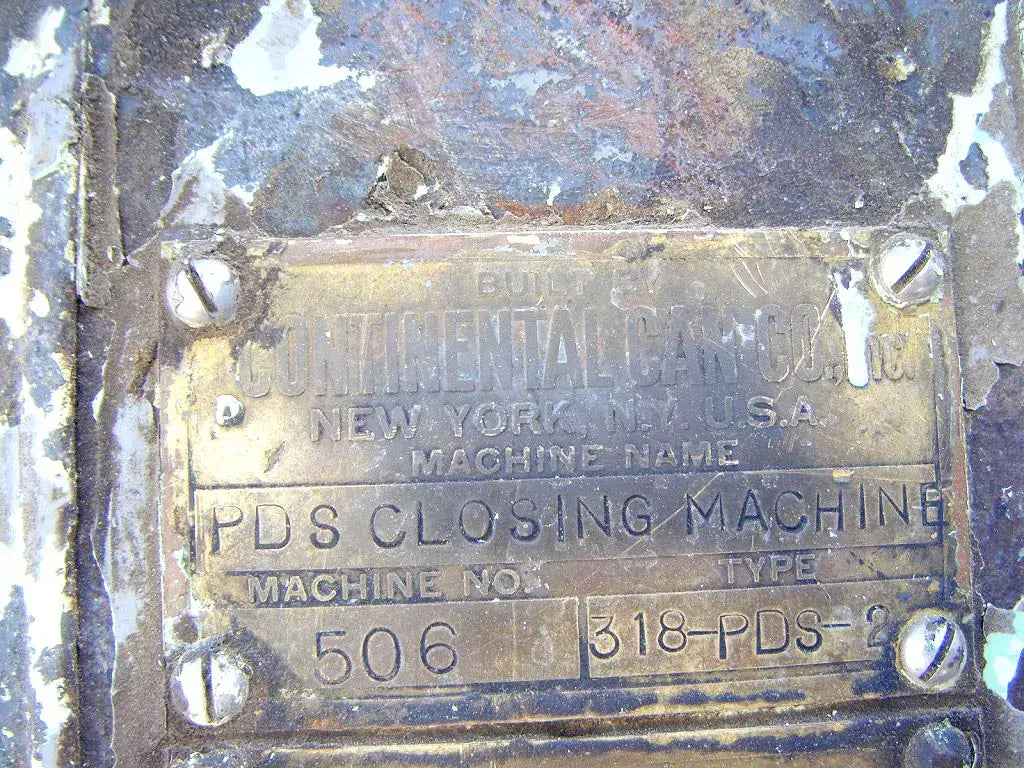 BUILT BY
CONTINENTAL CAN CO., INC.
NEW YORK, N.Y. U.S.A.
MACHINE NAME
PDS CLOSING MACHINE
MACHINE NO. TYPE
506 318-PDS-2